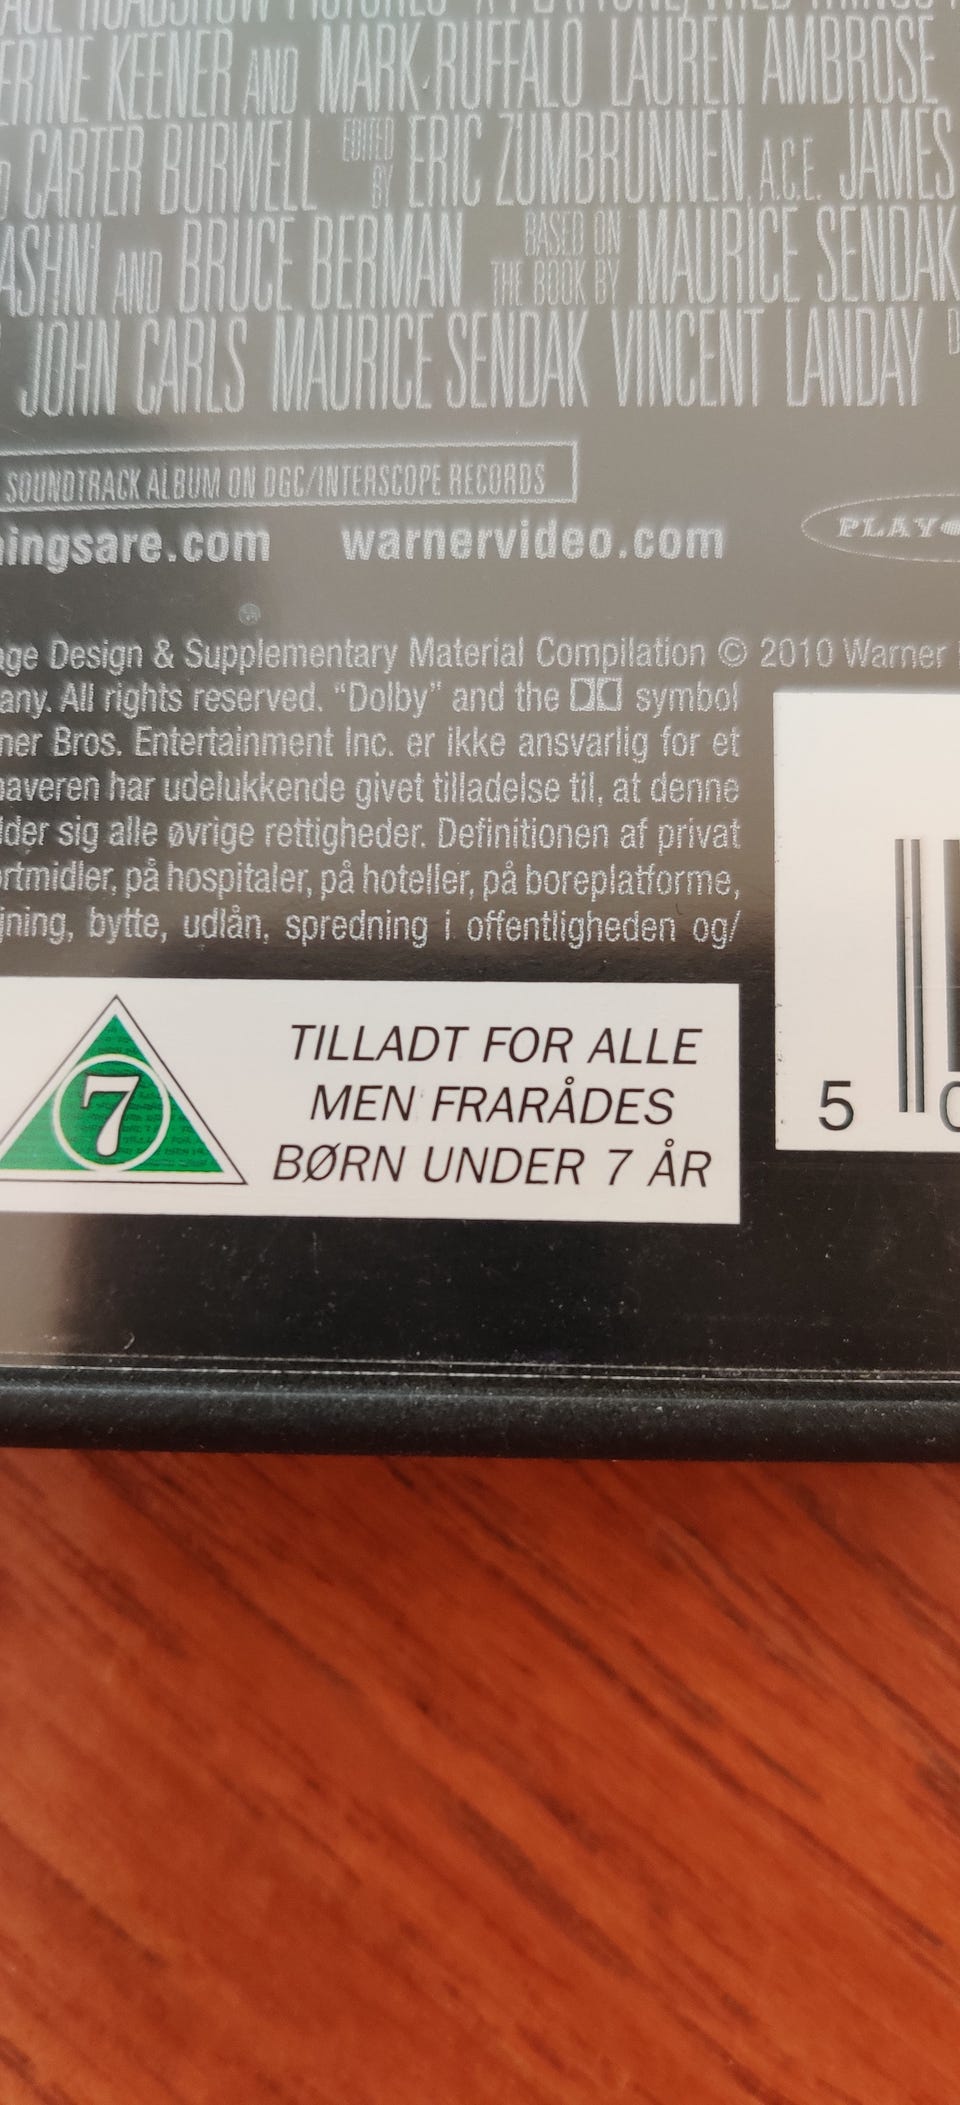 ROADSHOW PICTURES
KEENER AND MARK RUFFALO LAUREN AMBROSE
CARTER BURWELL EDITED BY ERIC ZUMBRUNNEN, A.C.E. JAMES
AND BRUCE BERMAN BASED ON THE BOOK BY MAURICE SENDAK
JOHN CARLS MAURICE SENDAK VINCENT LANDAY
SOUNDTRACK ALBUM ON DGC/INTERSCOPE RECORDS
ingsare.com warnervideo.com PLAY
age Design & Supplementary Material Compilation © 2010 Warner
any. All rights reserved. "Dolby" and the symbol
ner Bros. Entertainment Inc. er ikke ansvarlig for et
haveren har udelukkende givet tilladelse til, at denne
lder sig alle øvrige rettigheder. Definitionen af privat
ortmidler, på hospitaler, på hoteller, på boreplatforme,
jning, bytte, udlån, spredning i offentligheden og/
7
TILLADT FOR ALLE
MEN FRARÅDES
BØRN UNDER 7 ÅR
5 0